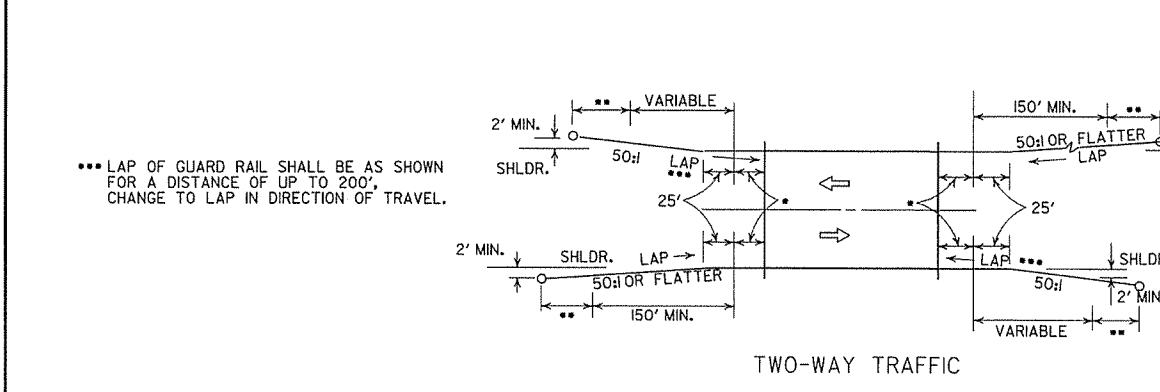 *** LAP OF GUARD RAIL SHALL BE AS SHOWN
FOR A DISTANCE OF UP TO 200',
CHANGE TO LAP IN DIRECTION OF TRAVEL.
** VARIABLE
2' MIN.
SHLDR.
50:1
LAP
***
25'
*
150' MIN. **
50:1 OR FLATTER
LAP
*
25'
2' MIN.
SHLDR.
LAP
50:1 OR FLATTER
** 150' MIN.
LAP ***
SHLDR
50:1
2' MIN
VARIABLE **
TWO-WAY TRAFFIC